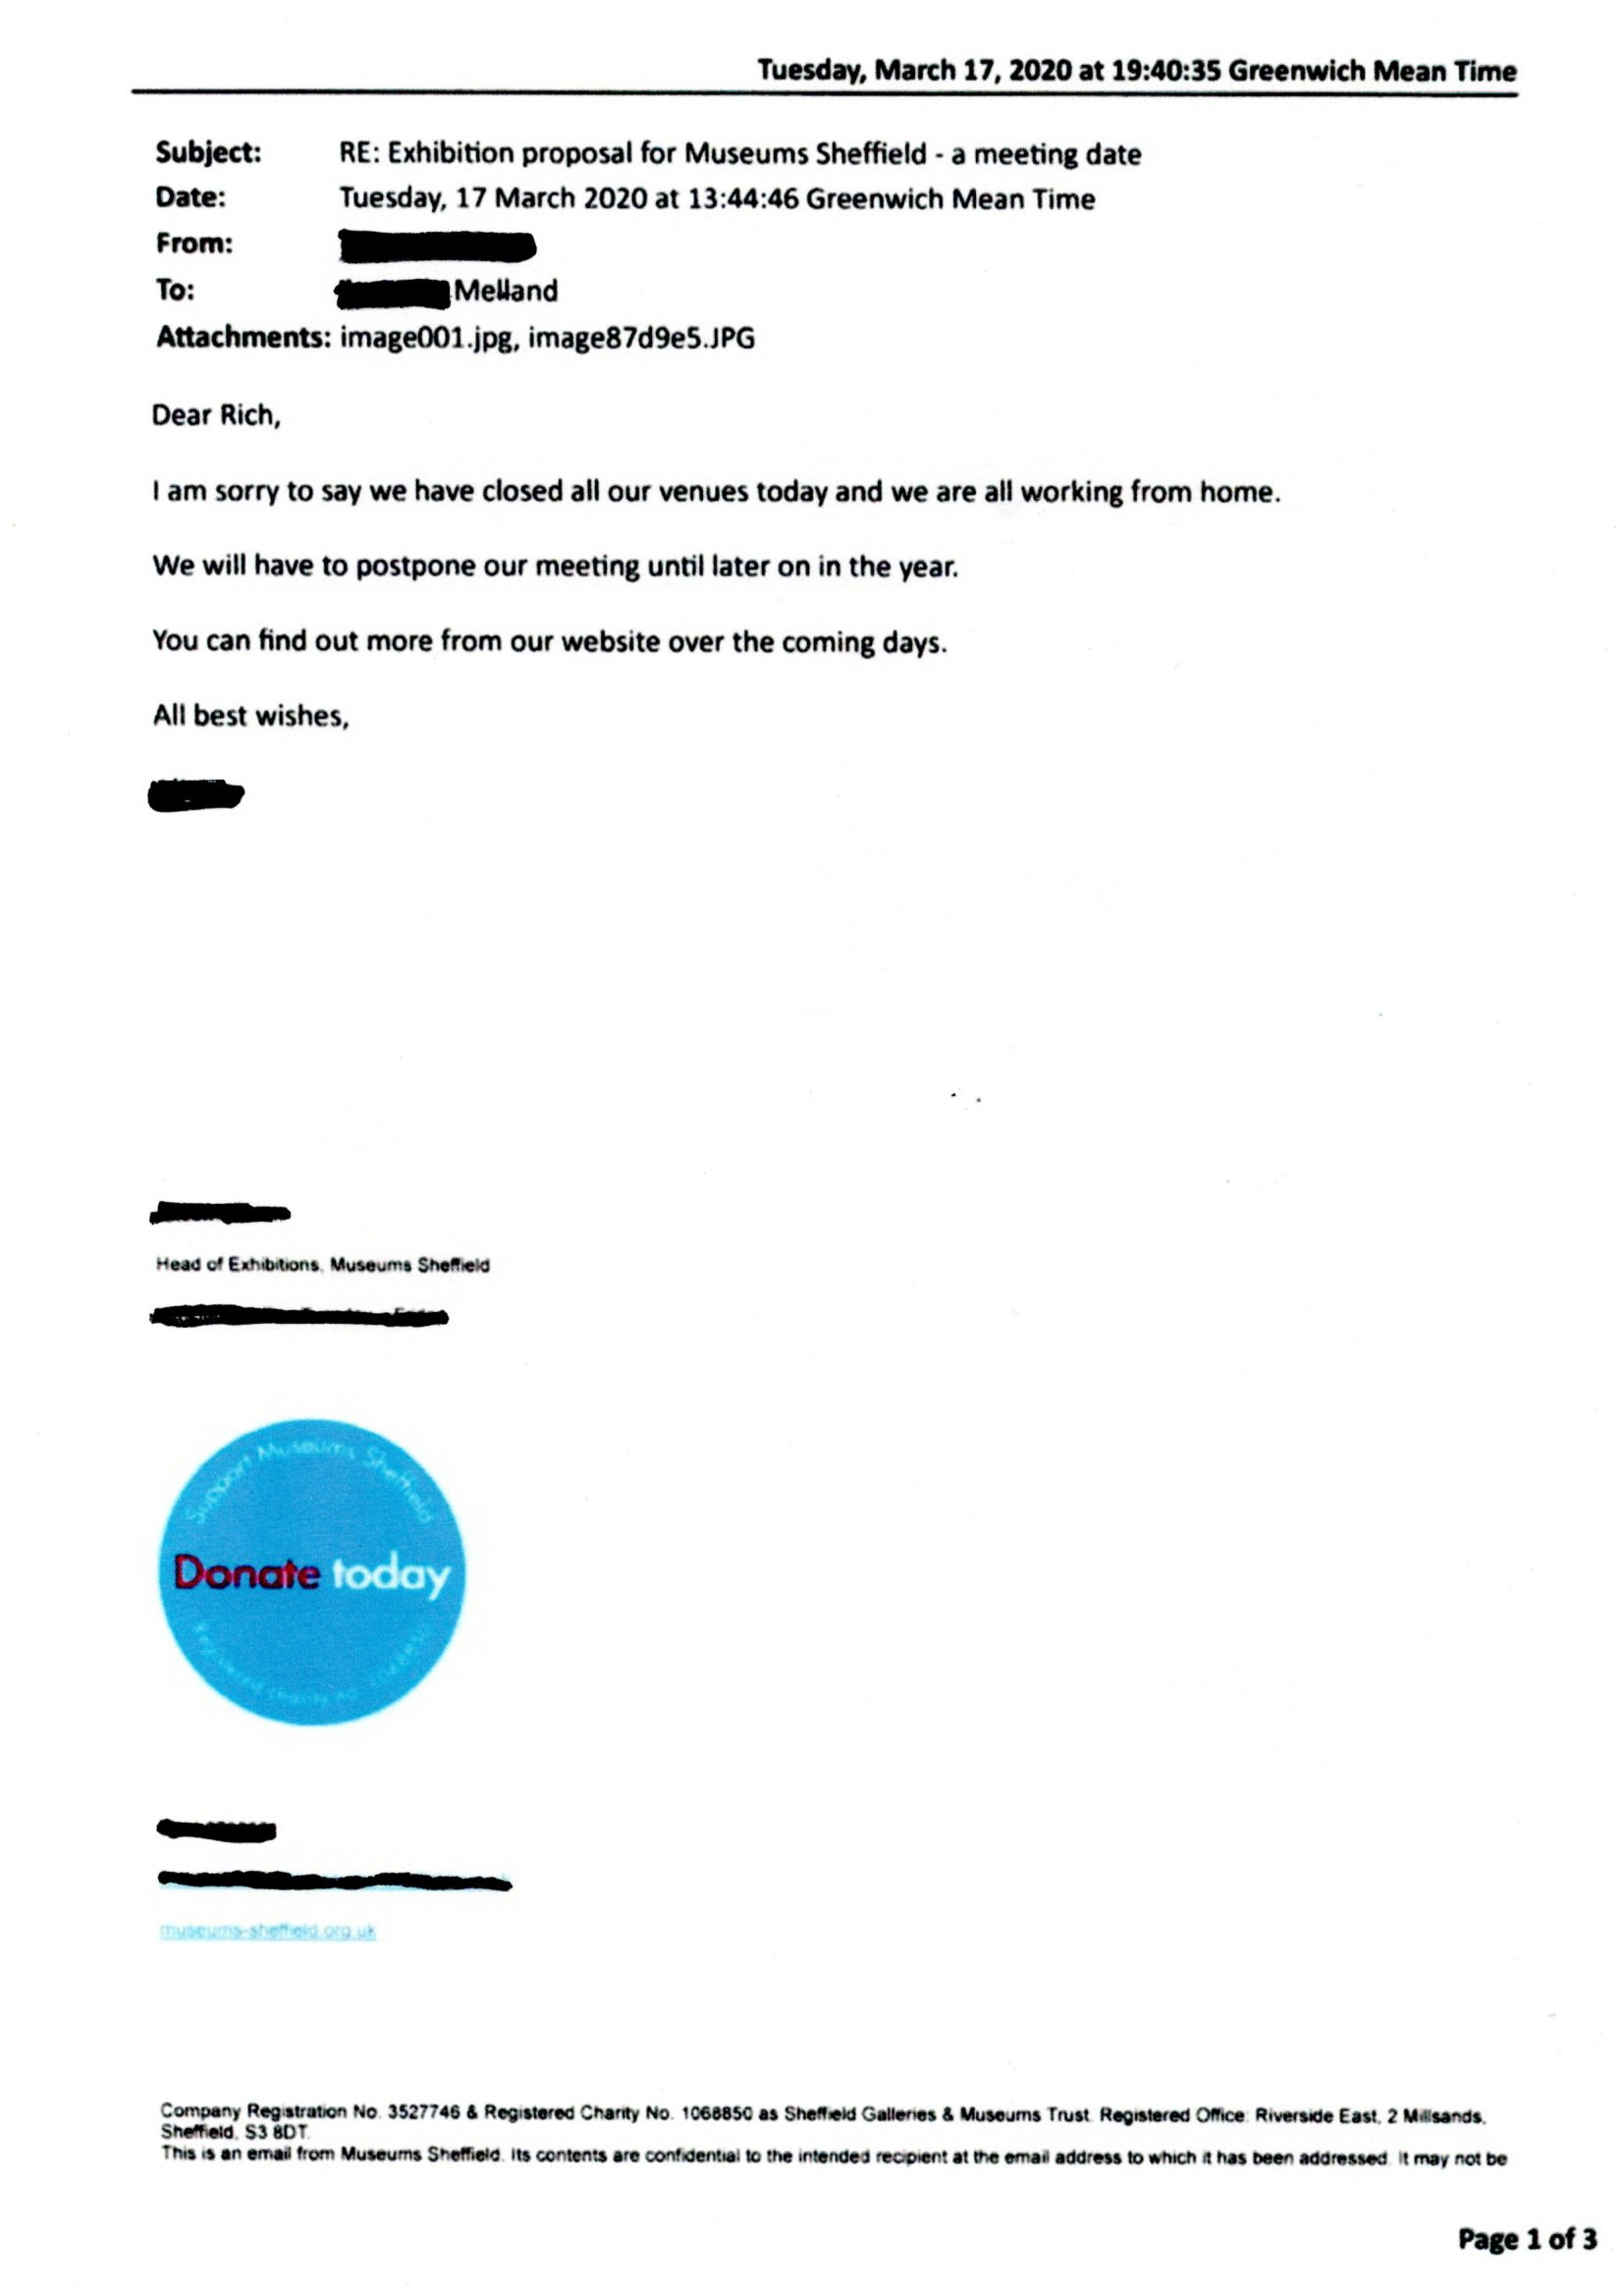 Tuesday, March 17, 2020 at 19:40:35 Greenwich Mean Time
Subject: RE: Exhibition proposal for Museums Sheffield - a meeting date
Date: Tuesday, 17 March 2020 at 13:44:46 Greenwich Mean Time
From:
To: Melland
Attachments: image001.jpg, image87d9e5.JPG
Dear Rich,
I am sorry to say we have closed all our venues today and we are all working from home.
We will have to postpone our meeting until later on in the year.
You can find out more from our website over the coming days.
All best wishes,
Head of Exhibitions, Museums Sheffield
Support Museums Sheffield
Donate today
Registered charity no. 1068850
museums-sheffield.org.uk
Company Registration No. 3527746 & Registered Charity No. 1068850 as Sheffield Galleries & Museums Trust. Registered Office: Riverside East, 2 Millsands,
Sheffield, S3 8DT.
This is an email from Museums Sheffield. Its contents are confidential to the intended recipient at the email address to which it has been addressed. It may not be
Page 1 of 3